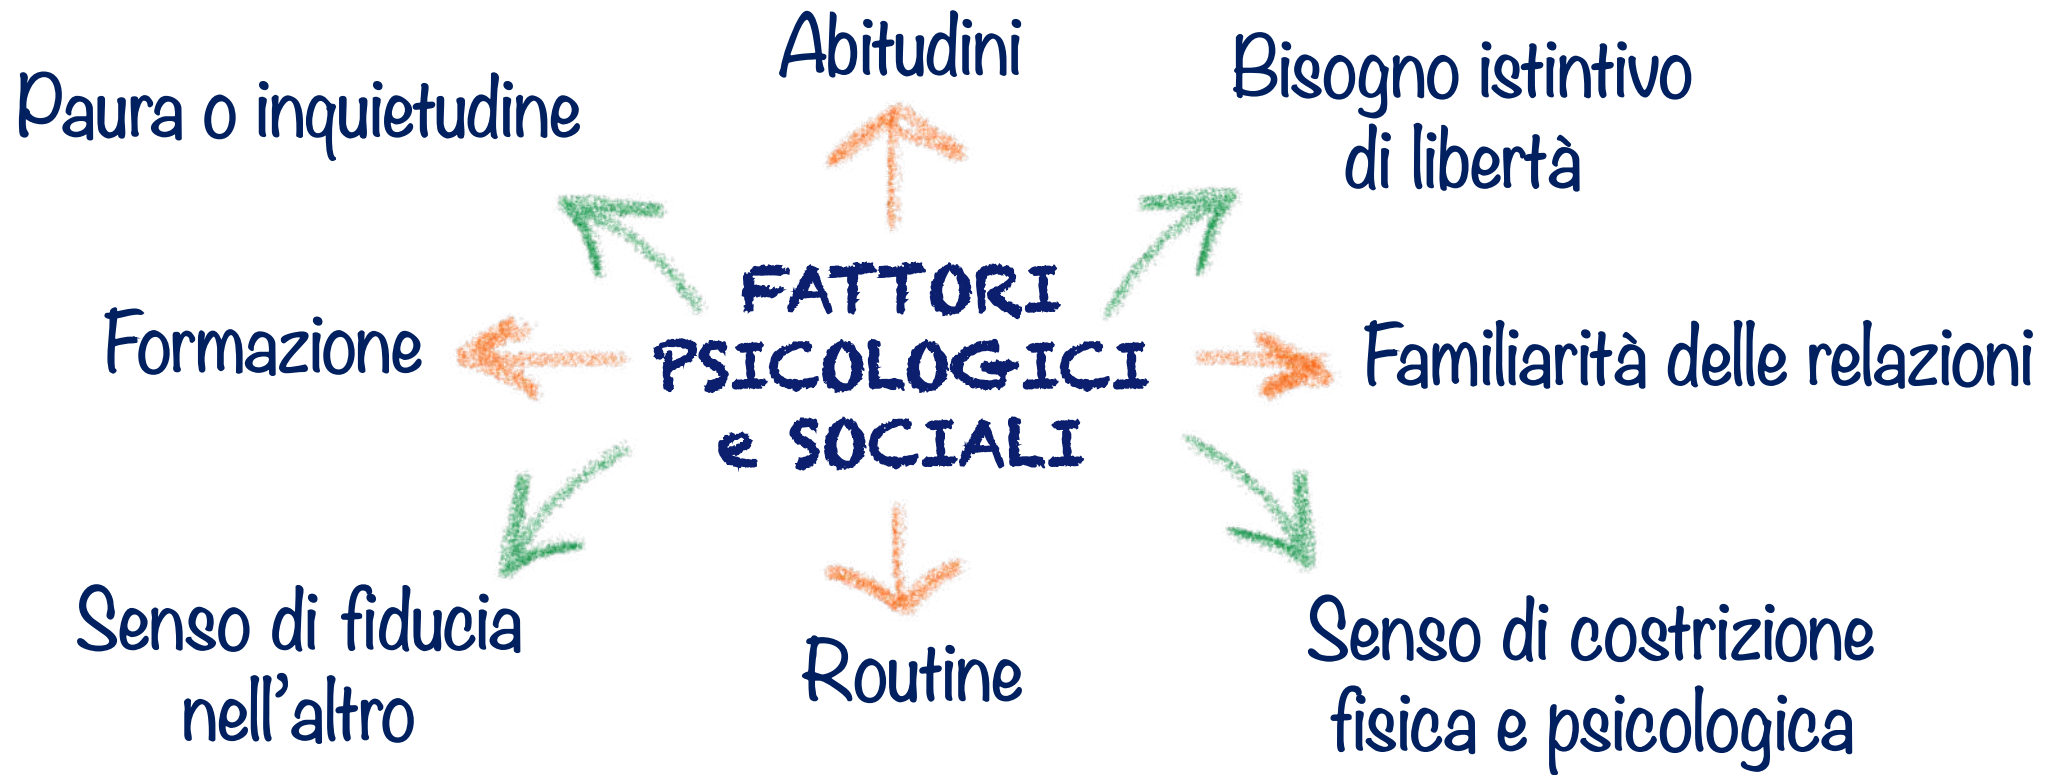 Abitudini
Paura o inquietudine
Bisogno istintivo
di libertà
FATTORI
PSICOLOGICI
e SOCIALI
Formazione
Familiarità delle relazioni
Senso di fiducia
nell'altro
Routine
Senso di costrizione
fisica e psicologica